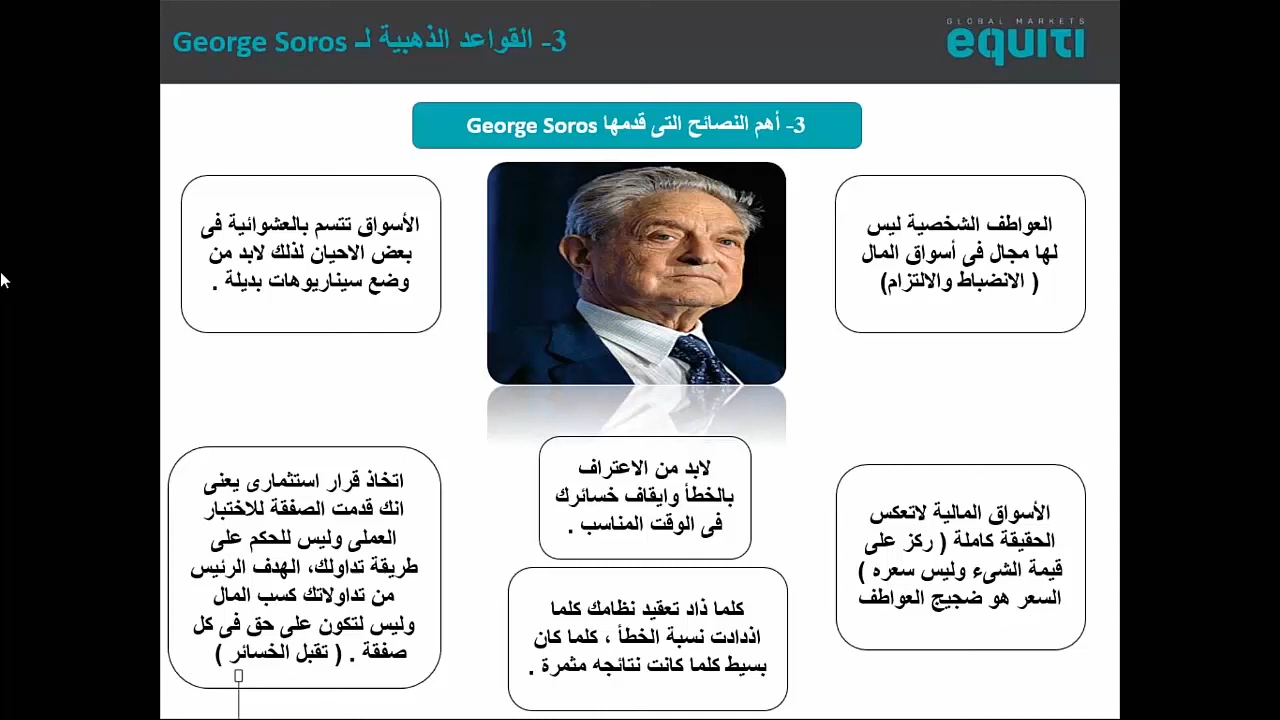 3- القواعد الذهبية لـ George Soros
GLOBAL MARKETS
equiti
3- أهم النصائح التى قدمها George Soros
العواطف الشخصية ليس
لها مجال فى أسواق المال
( الانضباط والالتزام)
الأسواق تتسم بالعشوائية فى
بعض الاحيان لذلك لابد من
وضع سيناريوهات بديلة .
لابد من الاعتراف
بالخطأ وايقاف خسائرك
فى الوقت المناسب .
الأسواق المالية لاتعكس
الحقيقة كاملة ( ركز على
قيمة الشىء وليس سعره )
السعر هو ضجيج العواطف
كلما ذاد تعقيد نظامك كلما
اذدادت نسبة الخطأ ، كلما كان
بسيط كلما كانت نتائجه مثمرة .
اتخاذ قرار استثمارى يعنى
انك قدمت الصفقة للاختبار
العملى وليس للحكم على
طريقة تداولك، الهدف الرئيس
من تداولاتك كسب المال
وليس لتكون على حق فى كل
صفقة . ( تقبل الخسائر )